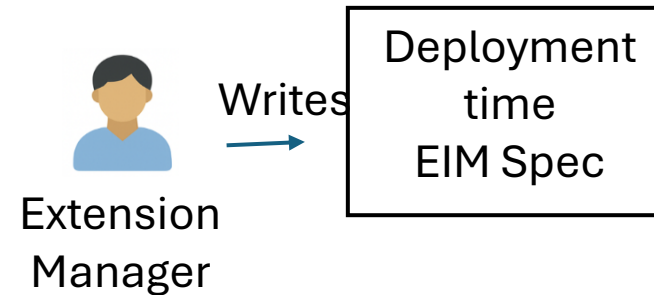 Writes
Deployment
time
EIM Spec
Extension
Manager